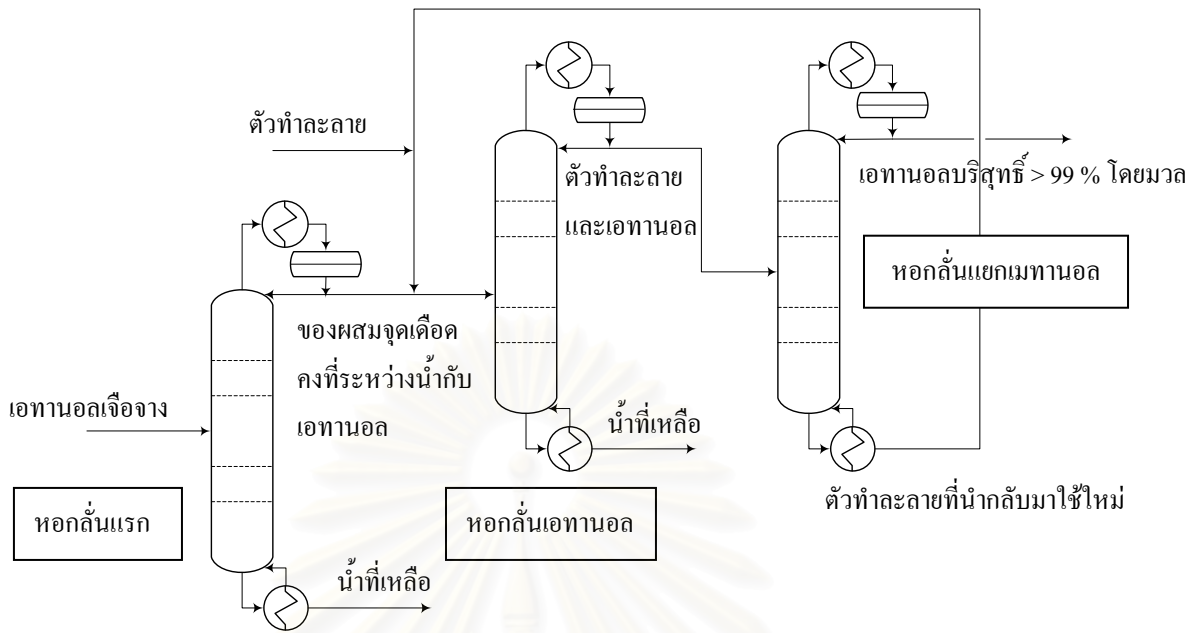 ตัวทำละลาย
ตัวทำละลาย
และเอทานอล
เอทานอลบริสุทธิ์ > 99 % โดยมวล
หอกลั่นแยกเมทานอล
ของผสมจุดเดือด
คงที่ระหว่างน้ำกับ
เอทานอล
เอทานอลเจือจาง
น้ำที่เหลือ
ตัวทำละลายที่นำกลับมาใช้ใหม่
หอกลั่นแรก
หอกลั่นเอทานอล
น้ำที่เหลือ